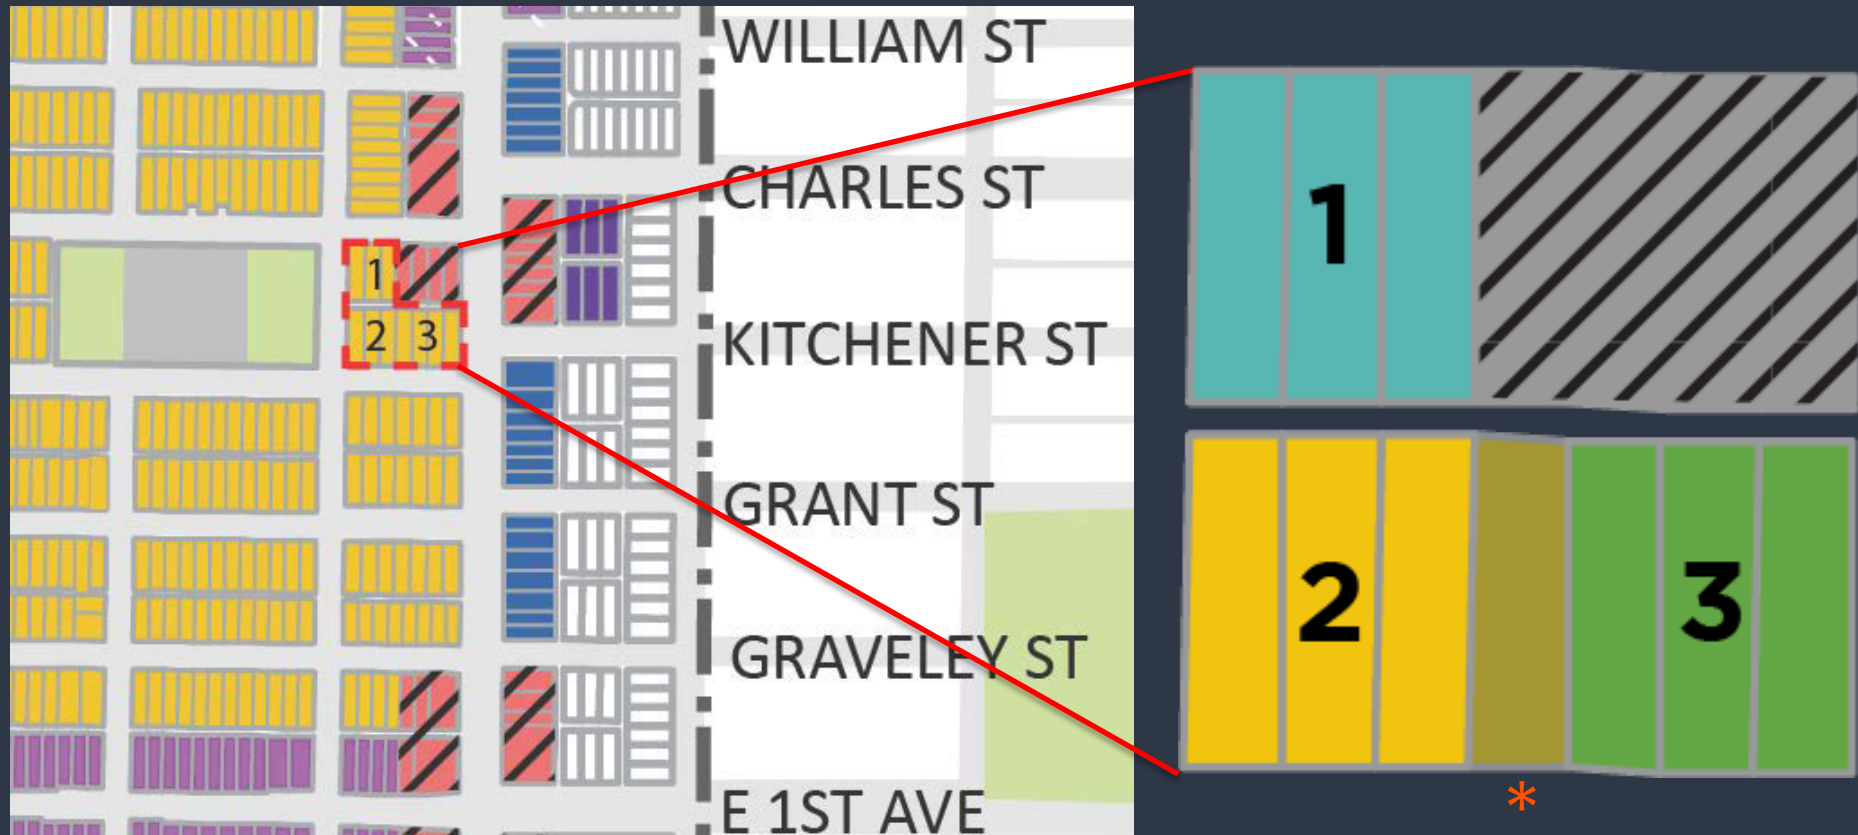 WILLIAM ST
CHARLES ST
1
2 3
KITCHENER ST
GRANT ST
GRAVELEY ST
E 1ST AVE
1
2 3
*